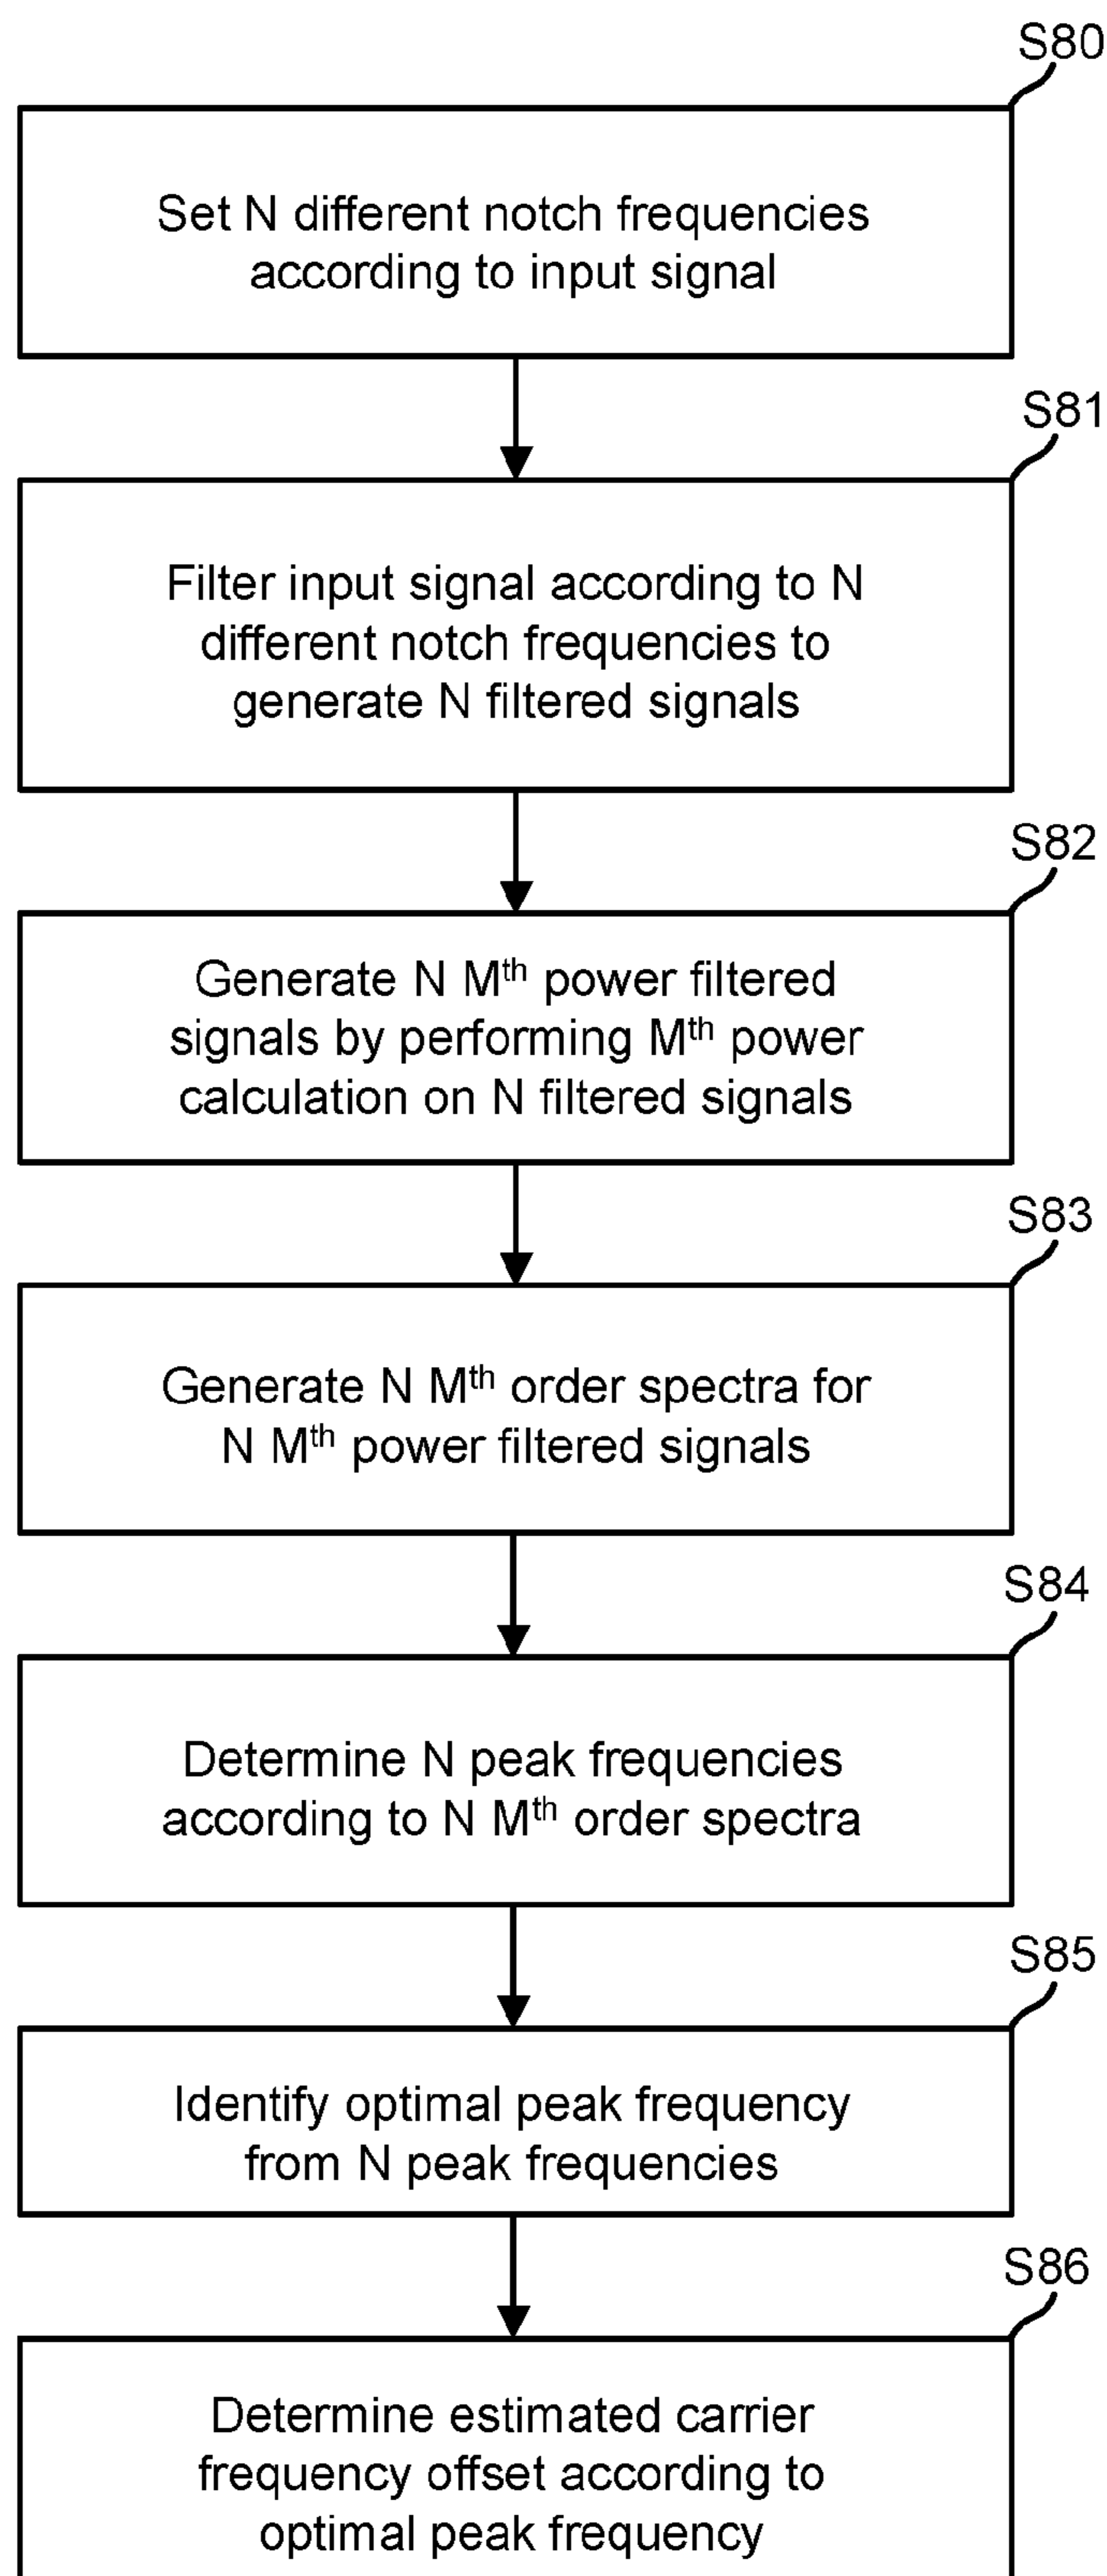 S80
Set N different notch frequencies
according to input signal
S81
Filter input signal according to N
different notch frequencies to
generate N filtered signals
S82
Generate N Mᵗʰ power filtered
signals by performing Mᵗʰ power
calculation on N filtered signals
S83
Generate N Mᵗʰ order spectra for
N Mᵗʰ power filtered signals
S84
Determine N peak frequencies
according to N Mᵗʰ order spectra
S85
Identify optimal peak frequency
from N peak frequencies
S86
Determine estimated carrier
frequency offset according to
optimal peak frequency